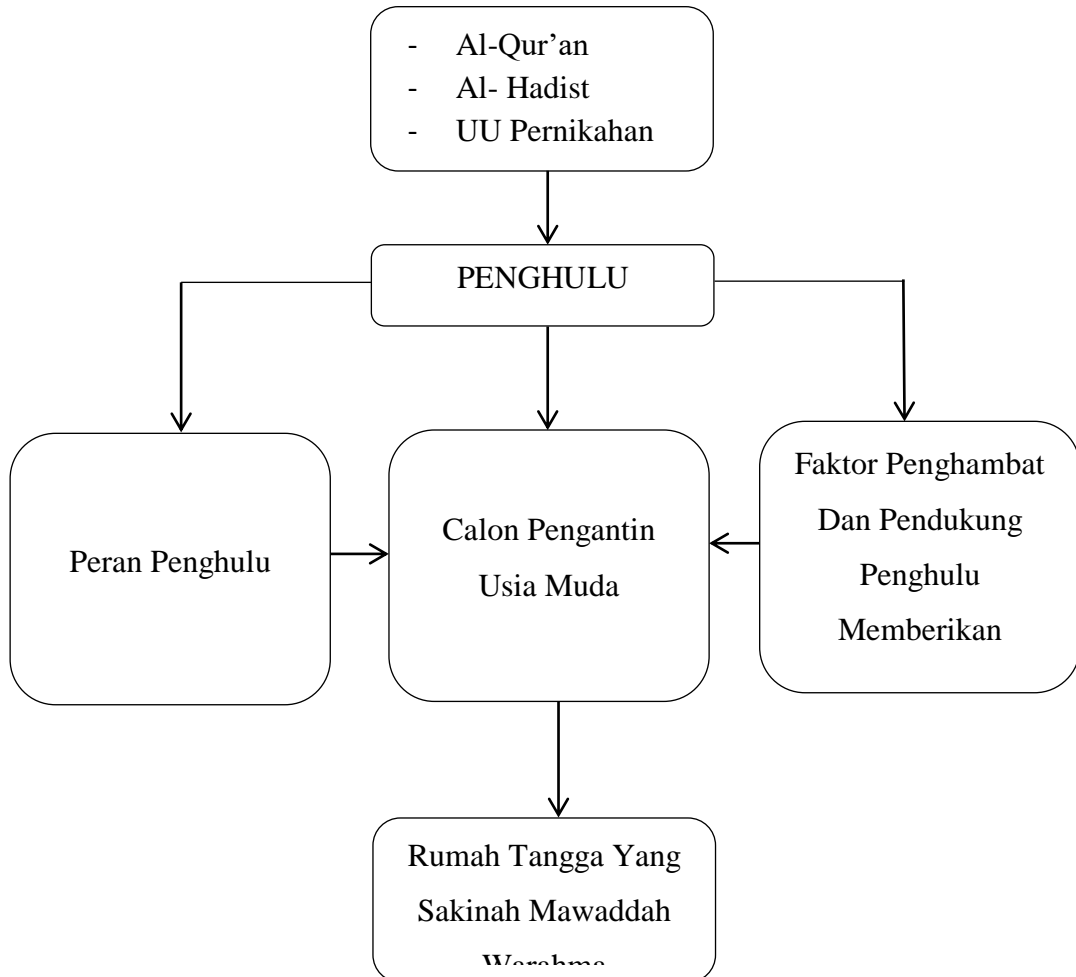 - Al-Qur’an
- Al- Hadist
- UU Pernikahan
PENGHULU
Peran Penghulu
Calon Pengantin
Usia Muda
Faktor Penghambat
Dan Pendukung
Penghulu
Memberikan
Rumah Tangga Yang
Sakinah Mawaddah
Warahma